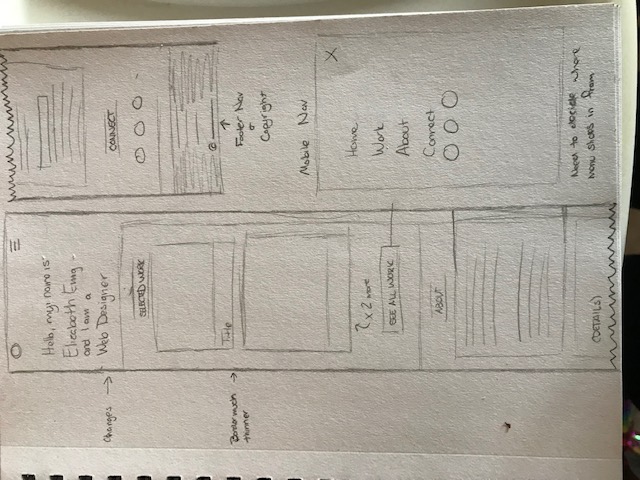 Hello, my name is
Elizabeth Eing
and I am a
Web Designer
Changes
SELECTED WORK
Title
Border much
thinner
? x 2 more
SEE ALL WORK
ABOUT
(DETAILS)
CONNECT
©
Footer Nav
&
Copyright
Mobile Nav
X
Home
Work
About
Connect
Need to decide where
menu slides in from